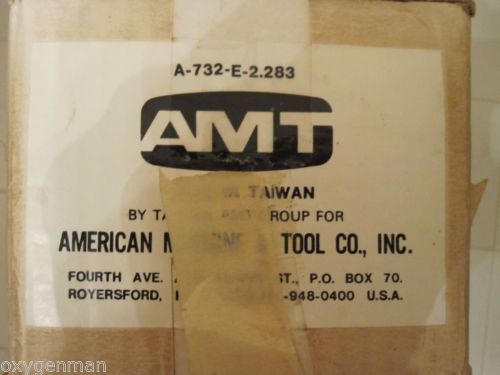 A-732-E-2.283
AMT
TAIWAN
BY GROUP FOR
AMERICAN TOOL CO., INC.
FOURTH AVE. ST., P.O. BOX 70.
ROYERSFORD, -948-0400 U.S.A.
oxygenman